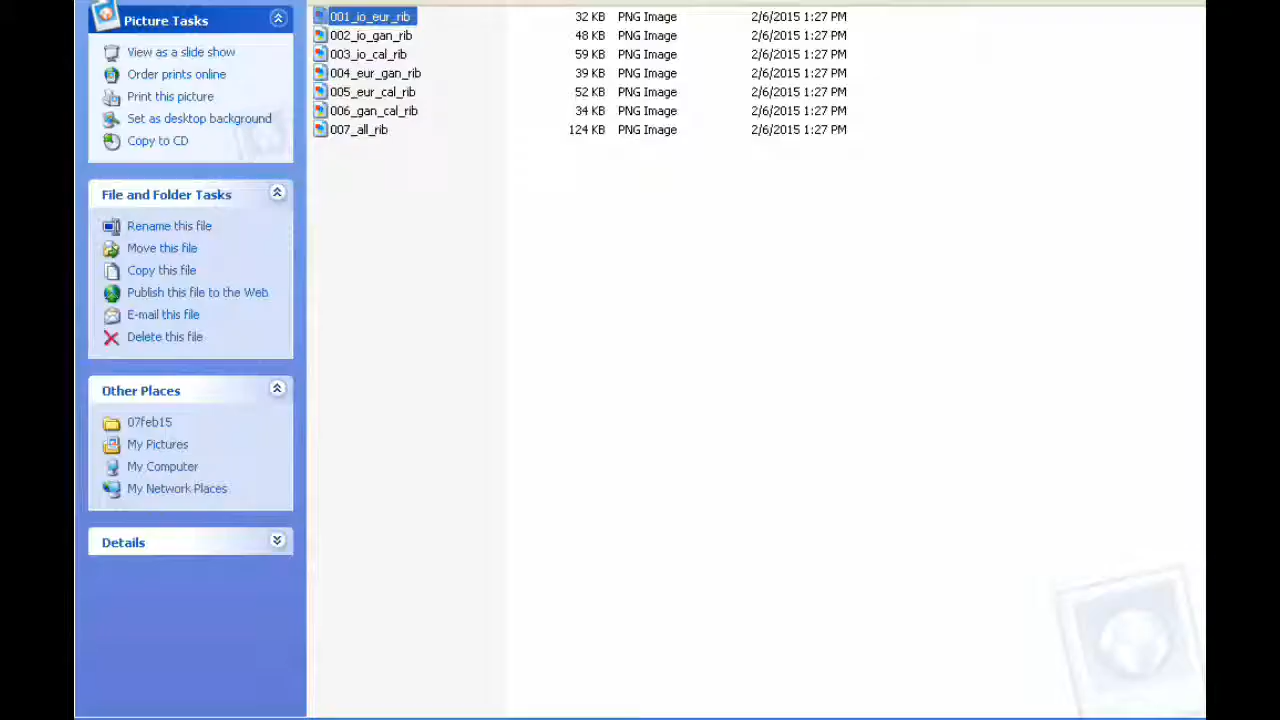 Picture Tasks
View as a slide show
Order prints online
Print this picture
Set as desktop background
Copy to CD
File and Folder Tasks
Rename this file
Move this file
Copy this file
Publish this file to the Web
E-mail this file
Delete this file
Other Places
07feb15
My Pictures
My Computer
My Network Places
Details
001_io_eur_rib 32 KB PNG Image 2/6/2015 1:27 PM
002_io_gan_rib 48 KB PNG Image 2/6/2015 1:27 PM
003_io_cal_rib 59 KB PNG Image 2/6/2015 1:27 PM
004_eur_gan_rib 39 KB PNG Image 2/6/2015 1:27 PM
005_eur_cal_rib 52 KB PNG Image 2/6/2015 1:27 PM
006_gan_cal_rib 34 KB PNG Image 2/6/2015 1:27 PM
007_all_rib 124 KB PNG Image 2/6/2015 1:27 PM